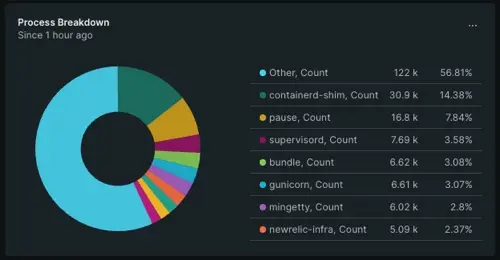 Process Breakdown
Since 1 hour ago
...
Other, Count 122 k 56.81%
containerd-shim, Count 30.9 k 14.38%
pause, Count 16.8 k 7.84%
supervisord, Count 7.69 k 3.58%
bundle, Count 6.62 k 3.08%
gunicorn, Count 6.61 k 3.07%
mingetty, Count 6.02 k 2.8%
newrelic-infra, Count 5.09 k 2.37%